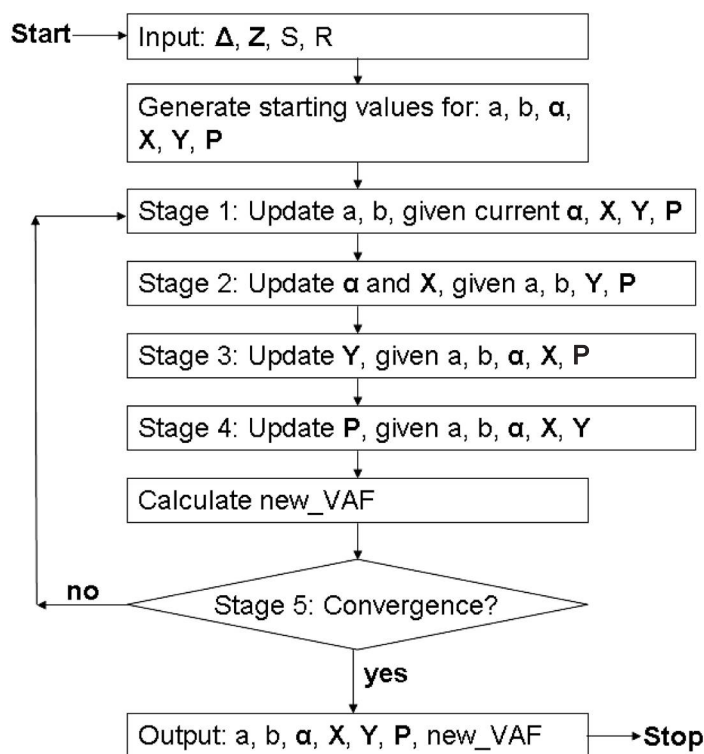 Start
Input: Δ, Z, S, R
Generate starting values for: a, b, α,
X, Y, P
Stage 1: Update a, b, given current α, X, Y, P
Stage 2: Update α and X, given a, b, Y, P
Stage 3: Update Y, given a, b, α, X, P
Stage 4: Update P, given a, b, α, X, Y
Calculate new_VAF
no
Stage 5: Convergence?
yes
Output: a, b, α, X, Y, P, new_VAF
Stop